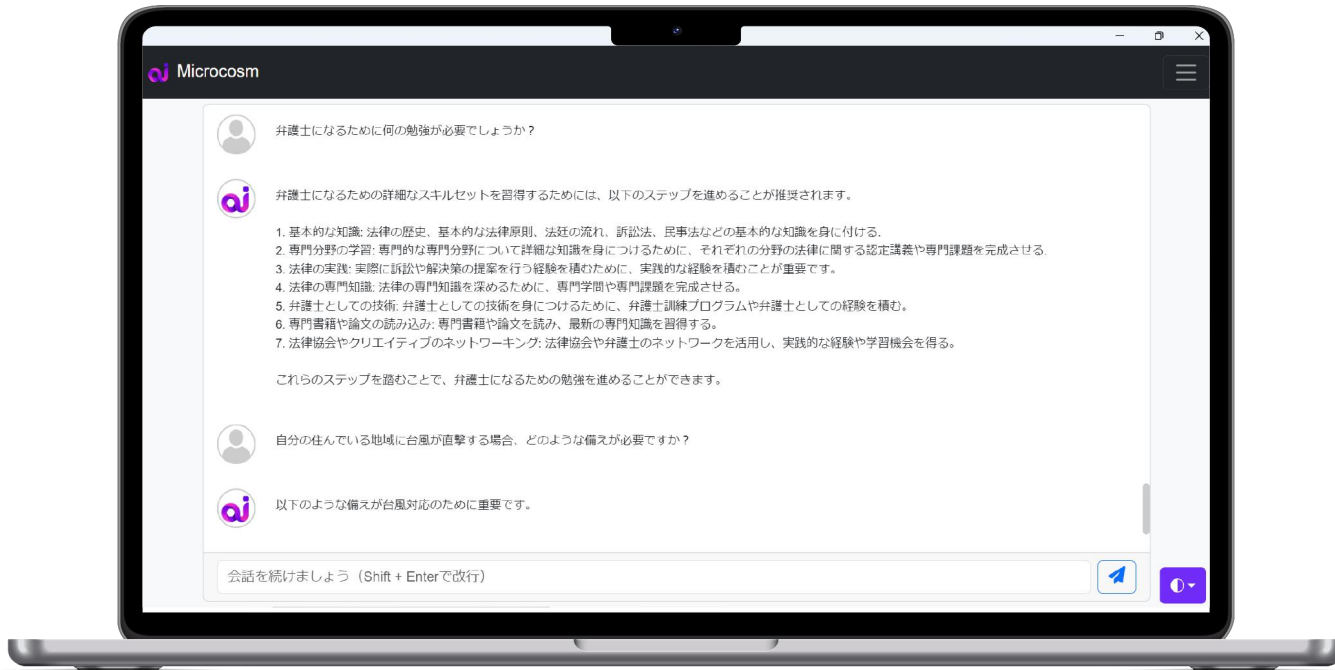 Microcosm
弁護士になるために何の勉強が必要でしょうか？
弁護士になるための詳細なスキルセットを習得するためには、以下のステップを進めることが推奨されます。
1. 基本的な知識: 法律の歴史、基本的な法律原則、法廷の流れ、訴訟法、民事法などの基本的な知識を身に付ける.
2. 専門分野の学習: 専門的な専門分野について詳細な知識を身につけるために、それぞれの分野の法律に関する認定講義や専門課題を完成させる.
3. 法律の実践: 実際に訴訟や解決策の提案を行う経験を積むために、実践的な経験を積むことが重要です。
4. 法律の専門知識: 法律の専門知識を深めるために、専門学問や専門課題を完成させる。
5. 弁護士としての技術: 弁護士としての技術を身につけるために、弁護士訓練プログラムや弁護士としての経験を積む。
6. 専門書籍や論文の読み込み: 専門書籍や論文を読み、最新の専門知識を習得する。
7. 法律協会やクリエイティブのネットワーキング: 法律協会や弁護士のネットワークを活用し、実践的な経験や学習機会を得る。
これらのステップを踏むことで、弁護士になるための勉強を進めることができます。
自分の住んでいる地域に台風が直撃する場合、どのような備えが必要ですか？
以下のような備えが台風対応のために重要です。
会話を続けましょう（Shift + Enterで改行）